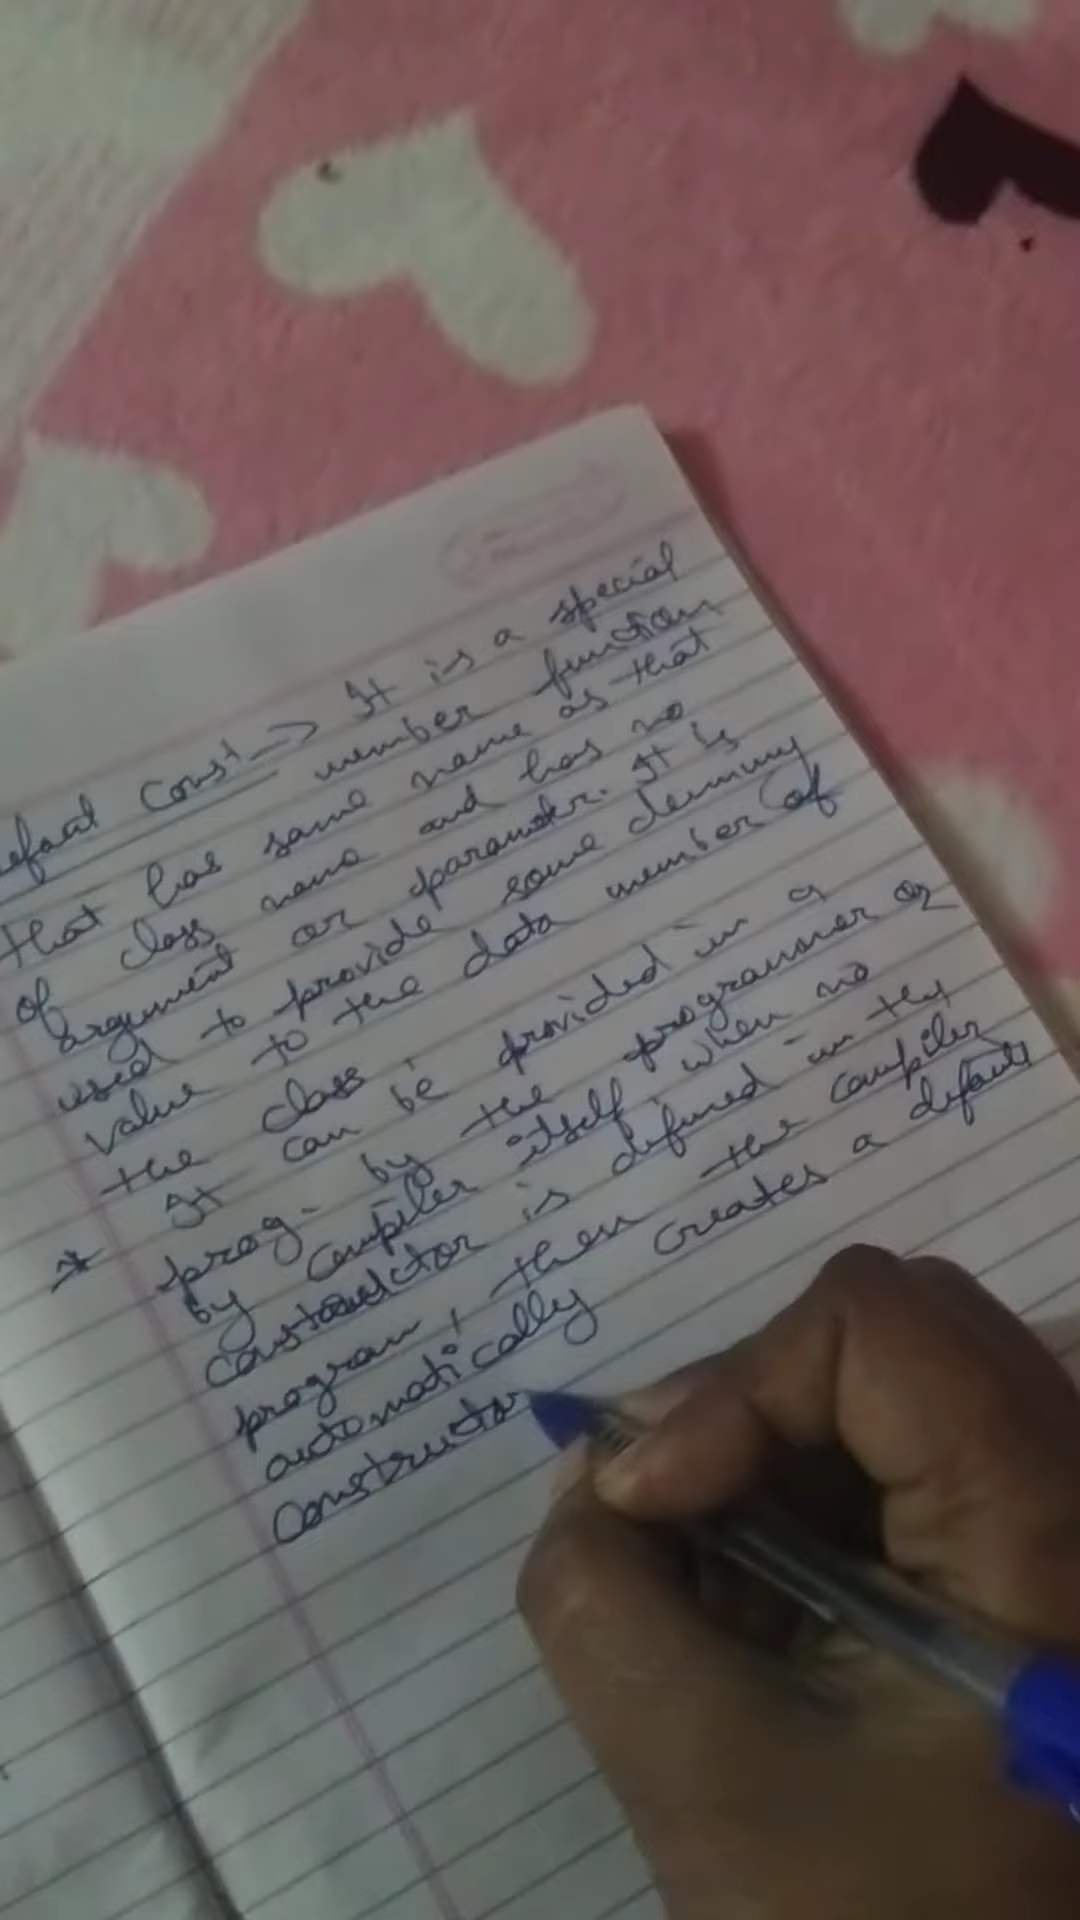 efault const. -> It is a special
member function
that has same name as that
of class name and has no
argument or parameter. It is
used to provide some dummy
value to the data member of
the class.
* It can be provided in a
prog. by the programmer or
by compiler itself, when no
constructor is defined in the
program, then the compiler
automatically creates a default
constructor